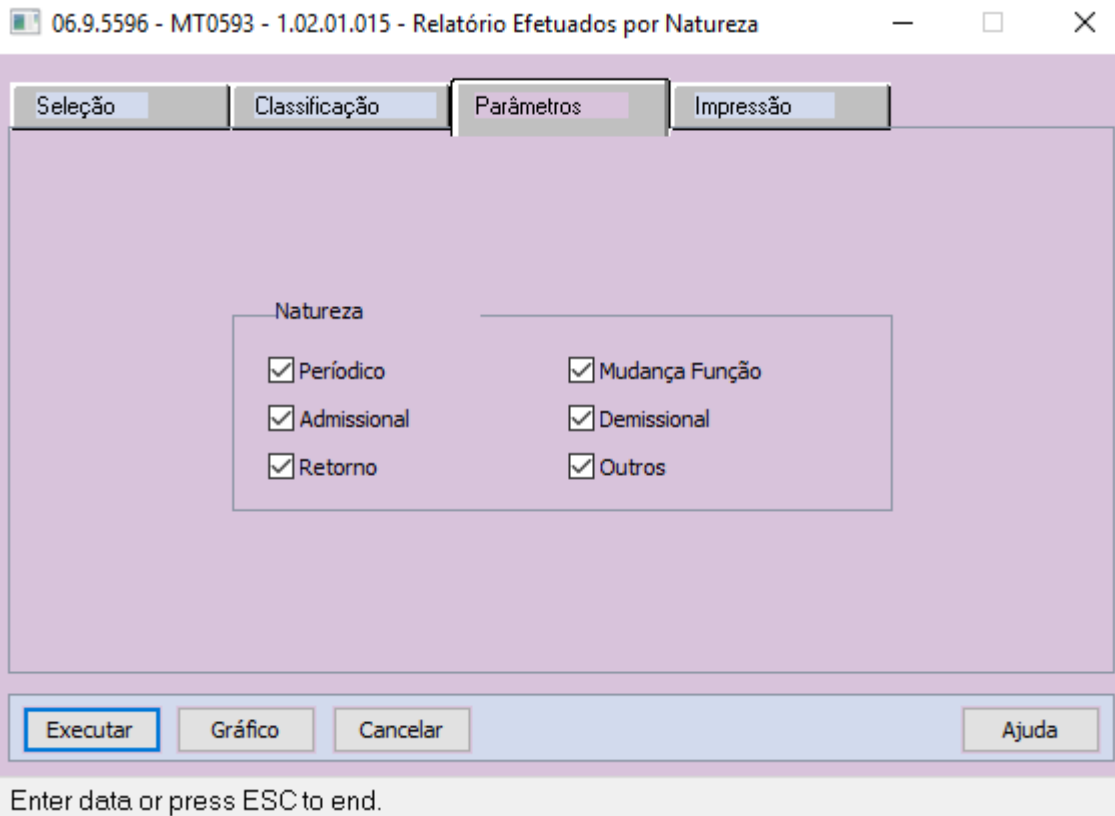 06.9.5596 - MT0593 - 1.02.01.015 - Relatório Efetuados por Natureza
Seleção Classificação Parâmetros Impressão
Natureza
Períodico Mudança Função
Admissional Demissional
Retorno Outros
Executar Gráfico Cancelar Ajuda
Enter data or press ESC to end.